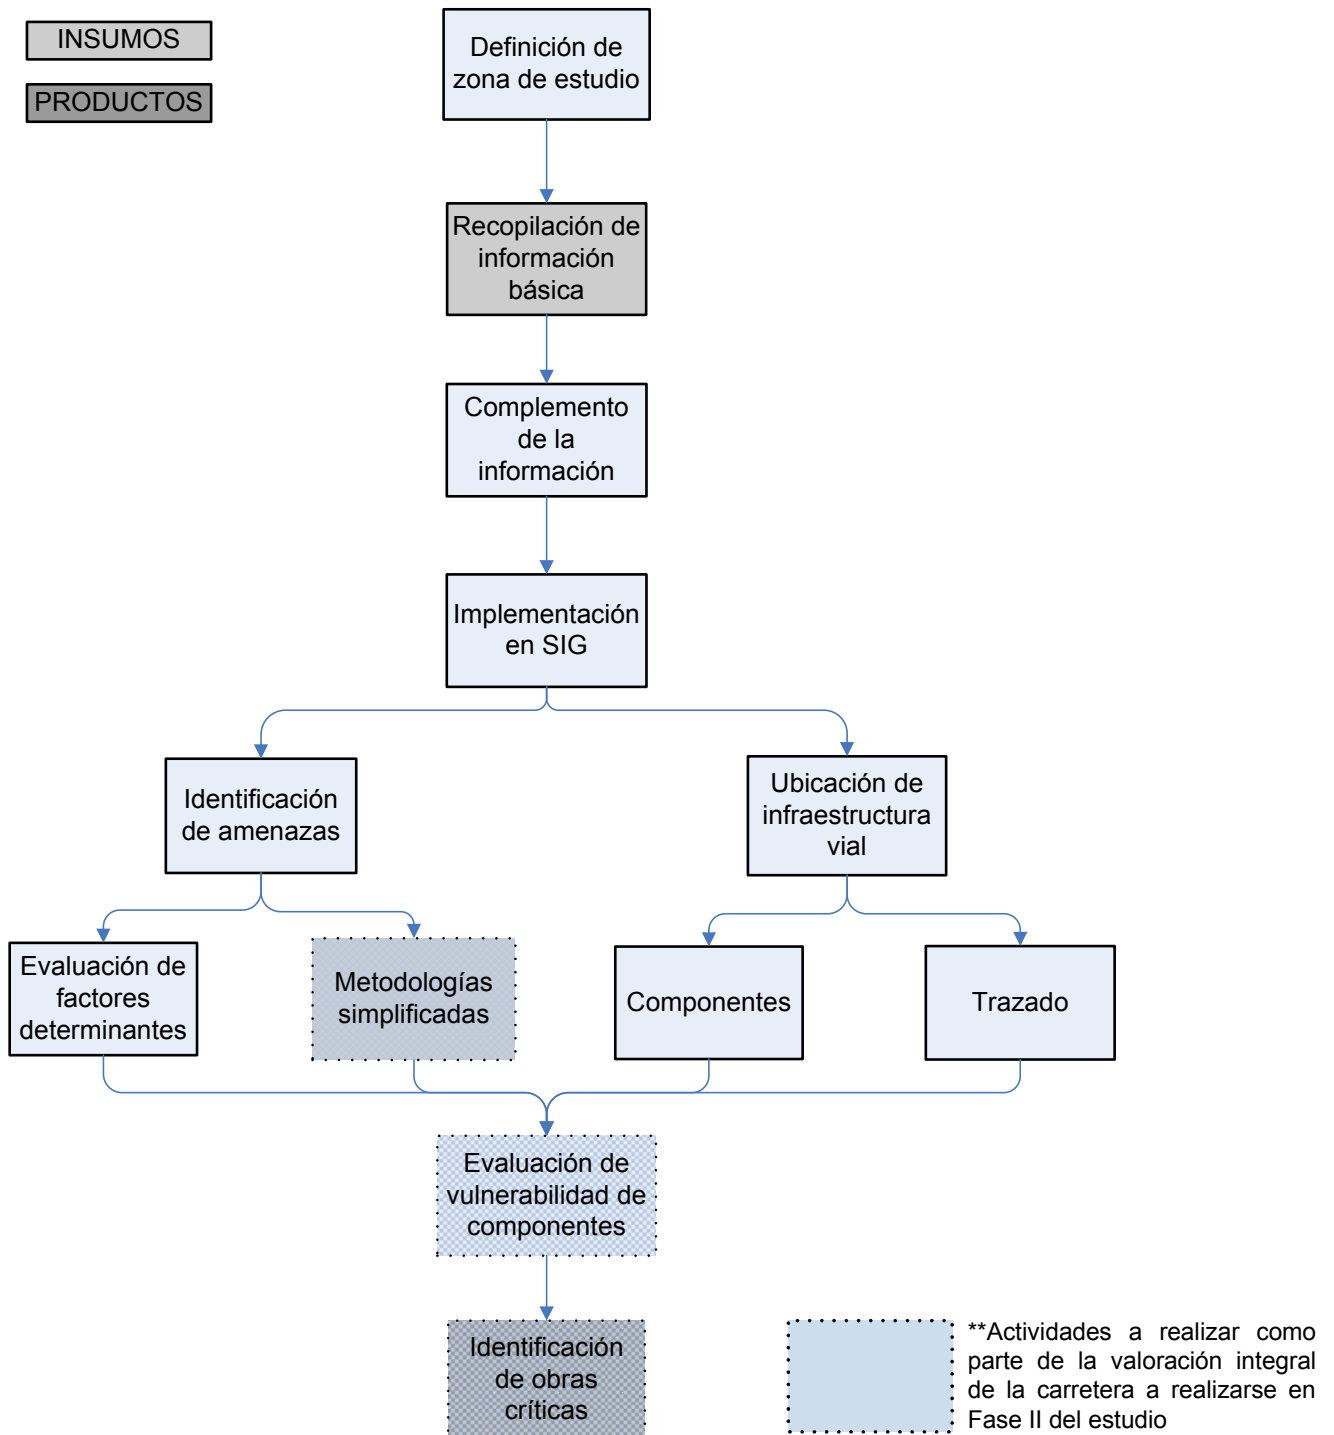 INSUMOS
PRODUCTOS
Definición de
zona de estudio
Recopilación de
información
básica
Complemento
de la
información
Implementación
en SIG
Identificación
de amenazas
Ubicación de
infraestructura
vial
Evaluación de
factores
determinantes
Metodologías
simplificadas
Componentes
Trazado
Evaluación de
vulnerabilidad de
componentes
Identificación
de obras
críticas
**Actividades a realizar como
parte de la valoración integral
de la carretera a realizarse en
Fase II del estudio